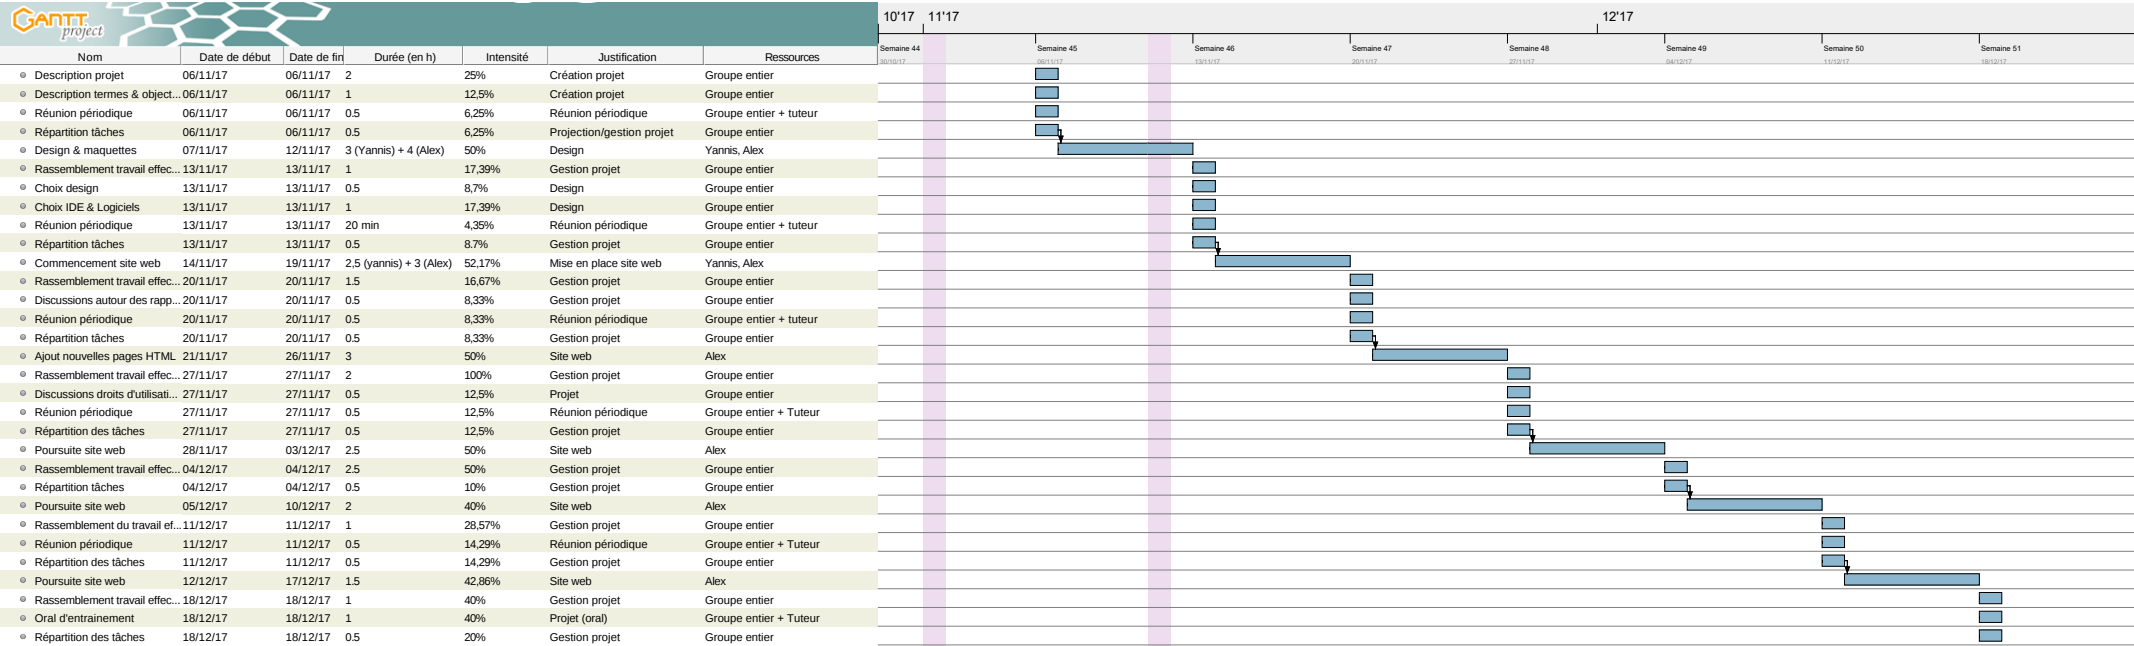 GANTT
project
10'17 11'17 12'17
Semaine 44 Semaine 45 Semaine 46 Semaine 47 Semaine 48 Semaine 49 Semaine 50 Semaine 51
30/10/17 06/11/17 13/11/17 20/11/17 27/11/17 04/12/17 11/12/17 18/12/17
Nom Date de début Date de fin Durée (en h) Intensité Justification Ressources
Description projet 06/11/17 06/11/17 2 25% Création projet Groupe entier
Description termes & object... 06/11/17 06/11/17 1 12,5% Création projet Groupe entier
Réunion périodique 06/11/17 06/11/17 0.5 6,25% Réunion périodique Groupe entier + tuteur
Répartition tâches 06/11/17 06/11/17 0.5 6,25% Projection/gestion projet Groupe entier
Design & maquettes 07/11/17 12/11/17 3 (Yannis) + 4 (Alex) 50% Design Yannis, Alex
Rassemblement travail effec... 13/11/17 13/11/17 1 17,39% Gestion projet Groupe entier
Choix design 13/11/17 13/11/17 0.5 8,7% Design Groupe entier
Choix IDE & Logiciels 13/11/17 13/11/17 1 17,39% Design Groupe entier
Réunion périodique 13/11/17 13/11/17 20 min 4,35% Réunion périodique Groupe entier + tuteur
Répartition tâches 13/11/17 13/11/17 0.5 8.7% Gestion projet Groupe entier
Commencement site web 14/11/17 19/11/17 2,5 (yannis) + 3 (Alex) 52,17% Mise en place site web Yannis, Alex
Rassemblement travail effec... 20/11/17 20/11/17 1.5 16,67% Gestion projet Groupe entier
Discussions autour des rapp... 20/11/17 20/11/17 0.5 8,33% Gestion projet Groupe entier
Réunion périodique 20/11/17 20/11/17 0.5 8,33% Réunion périodique Groupe entier + tuteur
Répartition tâches 20/11/17 20/11/17 0.5 8,33% Gestion projet Groupe entier
Ajout nouvelles pages HTML 21/11/17 26/11/17 3 50% Site web Alex
Rassemblement travail effec... 27/11/17 27/11/17 2 100% Gestion projet Groupe entier
Discussions droits d'utilisati... 27/11/17 27/11/17 0.5 12,5% Projet Groupe entier
Réunion périodique 27/11/17 27/11/17 0.5 12,5% Réunion périodique Groupe entier + Tuteur
Répartition des tâches 27/11/17 27/11/17 0.5 12,5% Gestion projet Groupe entier
Poursuite site web 28/11/17 03/12/17 2.5 50% Site web Alex
Rassemblement travail effec... 04/12/17 04/12/17 2.5 50% Gestion projet Groupe entier
Répartition tâches 04/12/17 04/12/17 0.5 10% Gestion projet Groupe entier
Poursuite site web 05/12/17 10/12/17 2 40% Site web Alex
Rassemblement du travail ef... 11/12/17 11/12/17 1 28,57% Gestion projet Groupe entier
Réunion périodique 11/12/17 11/12/17 0.5 14,29% Réunion périodique Groupe entier + Tuteur
Répartition des tâches 11/12/17 11/12/17 0.5 14,29% Gestion projet Groupe entier
Poursuite site web 12/12/17 17/12/17 1.5 42,86% Site web Alex
Rassemblement travail effec... 18/12/17 18/12/17 1 40% Gestion projet Groupe entier
Oral d'entrainement 18/12/17 18/12/17 1 40% Projet (oral) Groupe entier + Tuteur
Répartition des tâches 18/12/17 18/12/17 0.5 20% Gestion projet Groupe entier